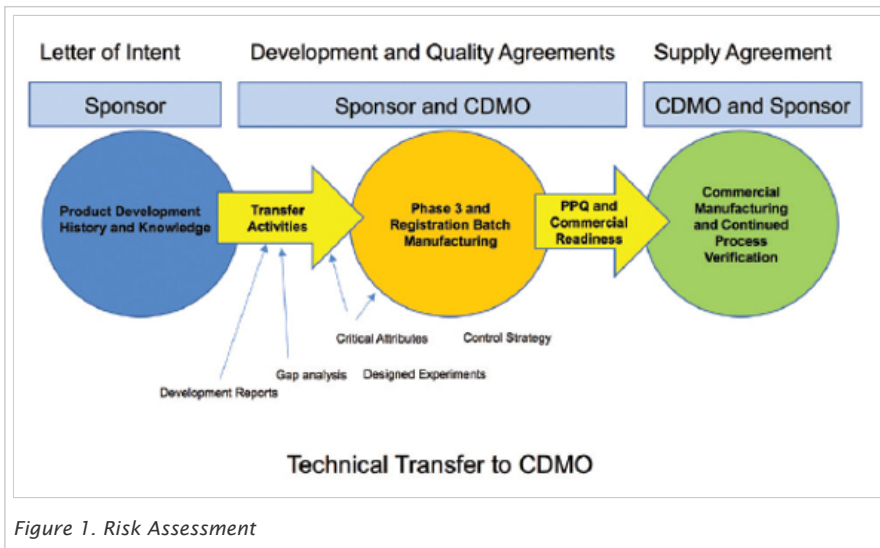 Letter of Intent
Development and Quality Agreements
Supply Agreement
Sponsor
Sponsor and CDMO
CDMO and Sponsor
Product Development
History and Knowledge
Transfer
Activities
Phase 3 and
Registration Batch
Manufacturing
PPQ and
Commercial
Readiness
Commercial
Manufacturing
and Continued
Process
Verification
Critical Attributes
Control Strategy
Gap analysis
Designed Experiments
Development Reports
Technical Transfer to CDMO
Figure 1. Risk Assessment